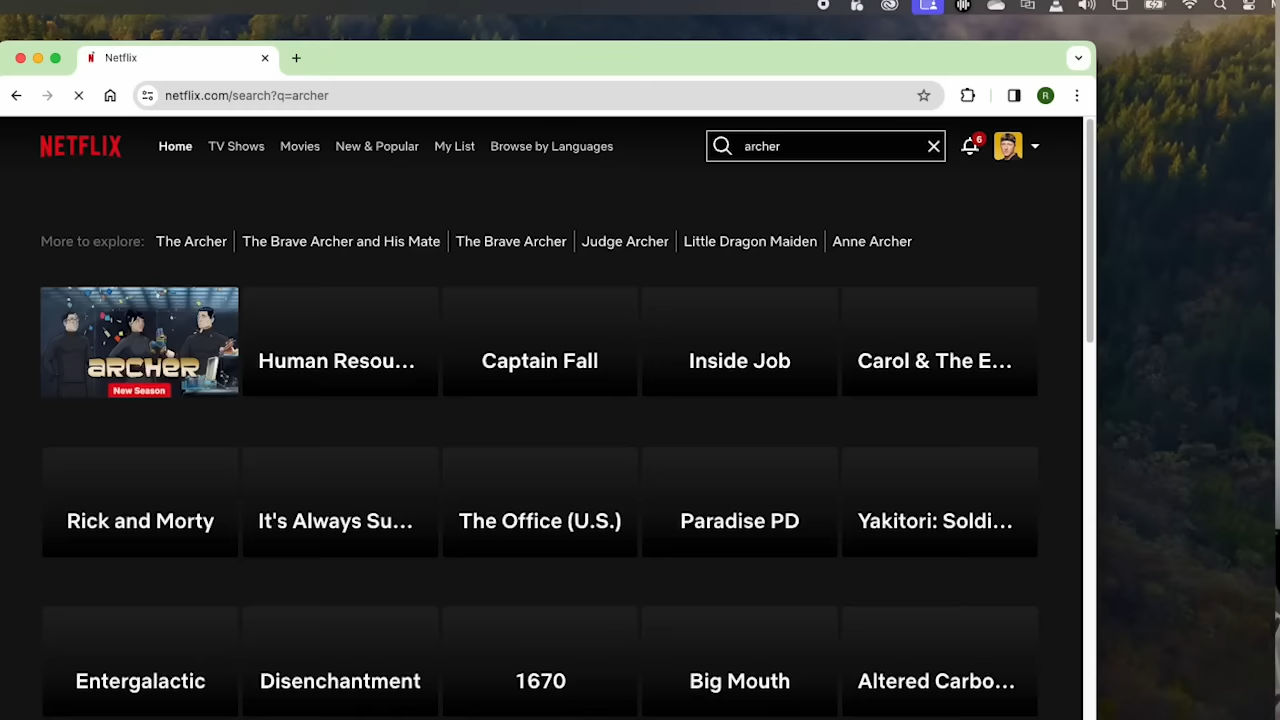 Netflix
netflix.com/search?q=archer
R
NETFLIX
Home TV Shows Movies New & Popular My List Browse by Languages
archer
6
More to explore: The Archer The Brave Archer and His Mate The Brave Archer Judge Archer Little Dragon Maiden Anne Archer
ARCHER
New Season
Human Resou... Captain Fall Inside Job Carol & The E...
Rick and Morty It's Always Su... The Office (U.S.) Paradise PD Yakitori: Soldi...
Entergalactic Disenchantment 1670 Big Mouth Altered Carbo...